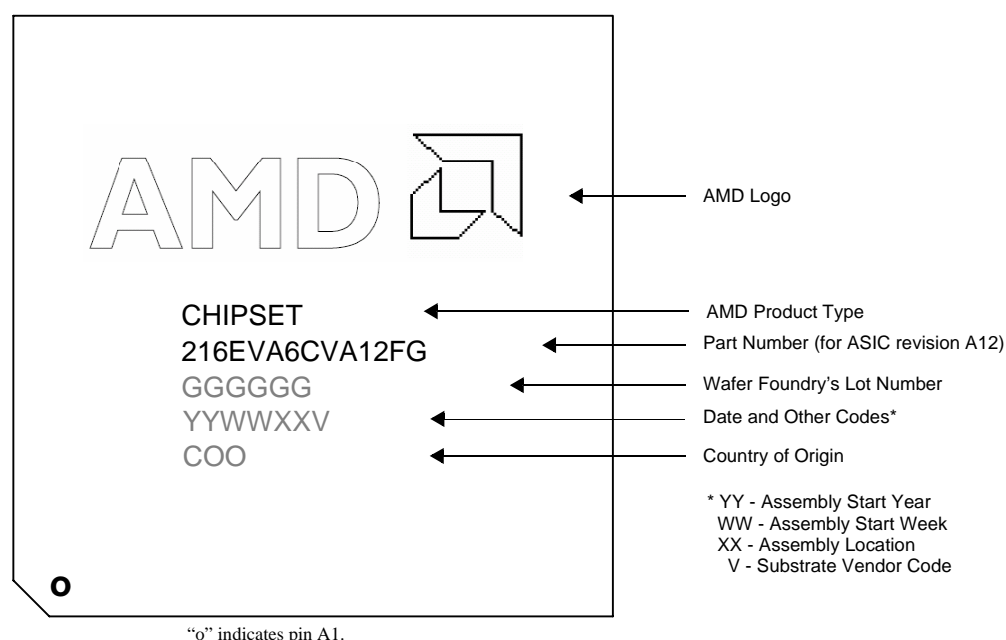 AMD
AMD Logo
CHIPSET
AMD Product Type
216EVA6CVA12FG
Part Number (for ASIC revision A12)
GGGGGG
Wafer Foundry's Lot Number
YYWWXXV
Date and Other Codes*
COO
Country of Origin
* YY - Assembly Start Year
WW - Assembly Start Week
XX - Assembly Location
V - Substrate Vendor Code
o
“o” indicates pin A1.